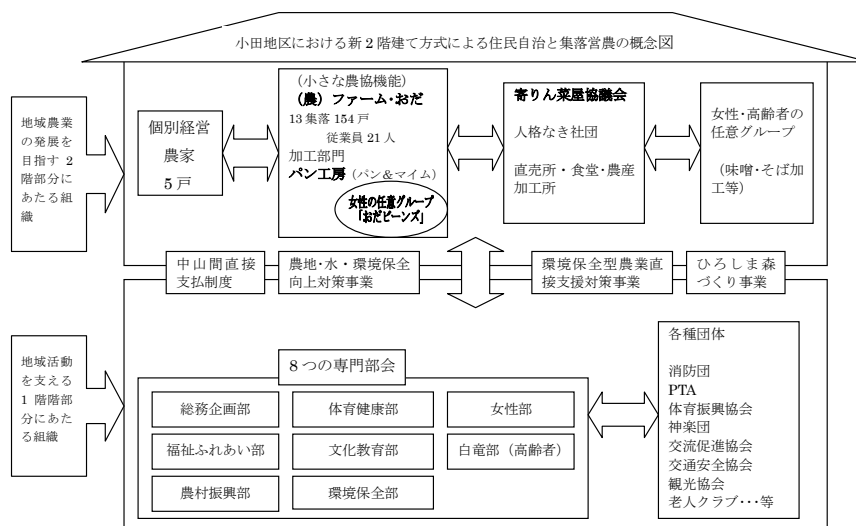 小田地区における新２階建て方式による住民自治と集落営農の概念図
地域農業
の発展を
目指す 2
階部分に
あたる組
織
個別経営
農家
5 戸
（小さな農協機能）
（農）ファーム・おだ
13 集落 154 戸
従業員 21 人
加工部門
パン工房（パン＆マイム）
女性の任意グループ
「おだビーンズ」
寄りん菜屋協議会
人格なき社団
直売所・食堂・農産
加工所
女性・高齢者の
任意グループ
（味噌・そば加
工等）
中山間直接
支払制度
農地・水・環境保全
向上対策事業
環境保全型農業直
接支援対策事業
ひろしま森
づくり事業
地域活動
を支える
1 階階部
分にあた
る組織
8 つの専門部会
総務企画部
体育健康部
女性部
福祉ふれあい部
文化教育部
白竜部（高齢者）
農村振興部
環境保全部
各種団体
消防団
PTA
体育振興協会
神楽団
交流促進協会
交通安全協会
観光協会
老人クラブ・・・等